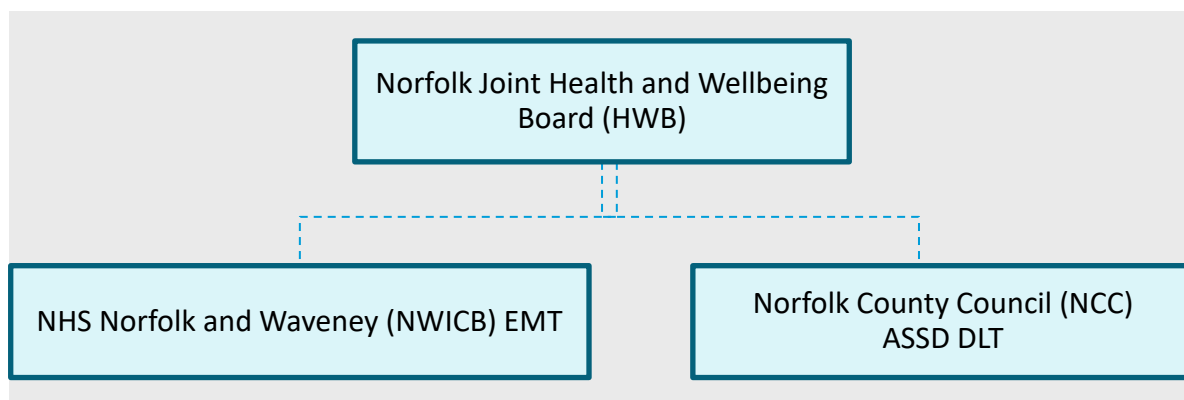 Norfolk Joint Health and Wellbeing
Board (HWB)
NHS Norfolk and Waveney (NWICB) EMT
Norfolk County Council (NCC)
ASSD DLT